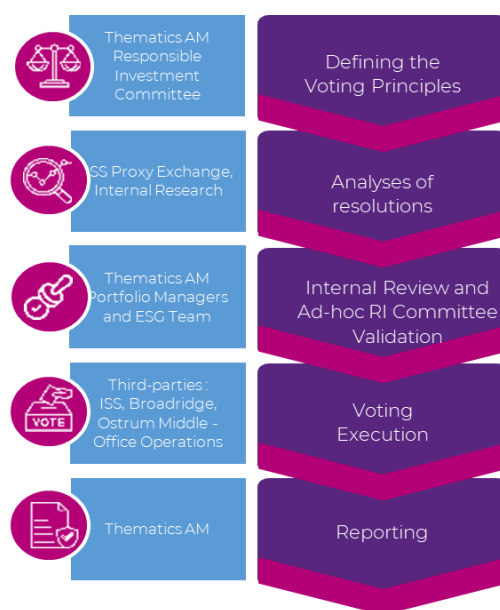 Thematics AM
Responsible
Investment
Committee
Defining the
Voting Principles
SS Proxy Exchange,
Internal Research
Analyses of
resolutions
Thematics AM
Portfolio Managers
and ESG Team
Internal Review and
Ad-hoc RI Committee
Validation
Third-parties :
ISS, Broadridge,
Ostrum Middle -
Office Operations
VOTE
Voting
Execution
Thematics AM
Reporting